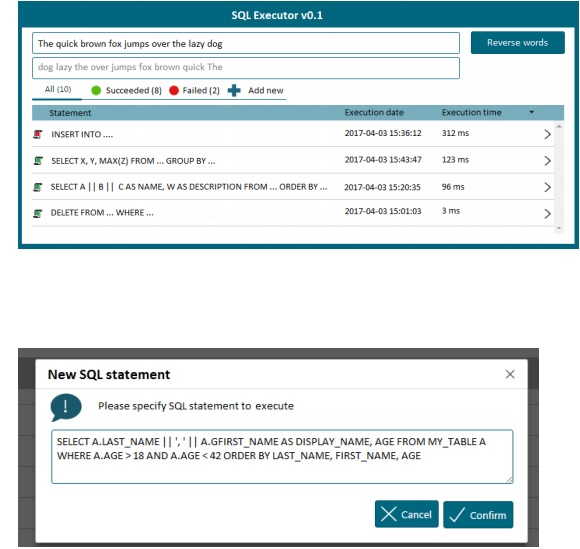 SQL Executor v0.1
The quick brown fox jumps over the lazy dog
Reverse words
dog lazy the over jumps fox brown quick The
All (10) Succeeded (8) Failed (2) Add new
Statement Execution date Execution time
INSERT INTO .... 2017-04-03 15:36:12 312 ms
SELECT X, Y, MAX(Z) FROM ... GROUP BY ... 2017-04-03 15:43:47 123 ms
SELECT A || B || C AS NAME, W AS DESCRIPTION FROM ... ORDER BY ... 2017-04-03 15:20:35 96 ms
DELETE FROM ... WHERE ... 2017-04-03 15:01:03 3 ms
New SQL statement
Please specify SQL statement to execute
SELECT A.LAST_NAME || ', ' || A.GFIRST_NAME AS DISPLAY_NAME, AGE FROM MY_TABLE A
WHERE A.AGE > 18 AND A.AGE < 42 ORDER BY LAST_NAME, FIRST_NAME, AGE
Cancel Confirm